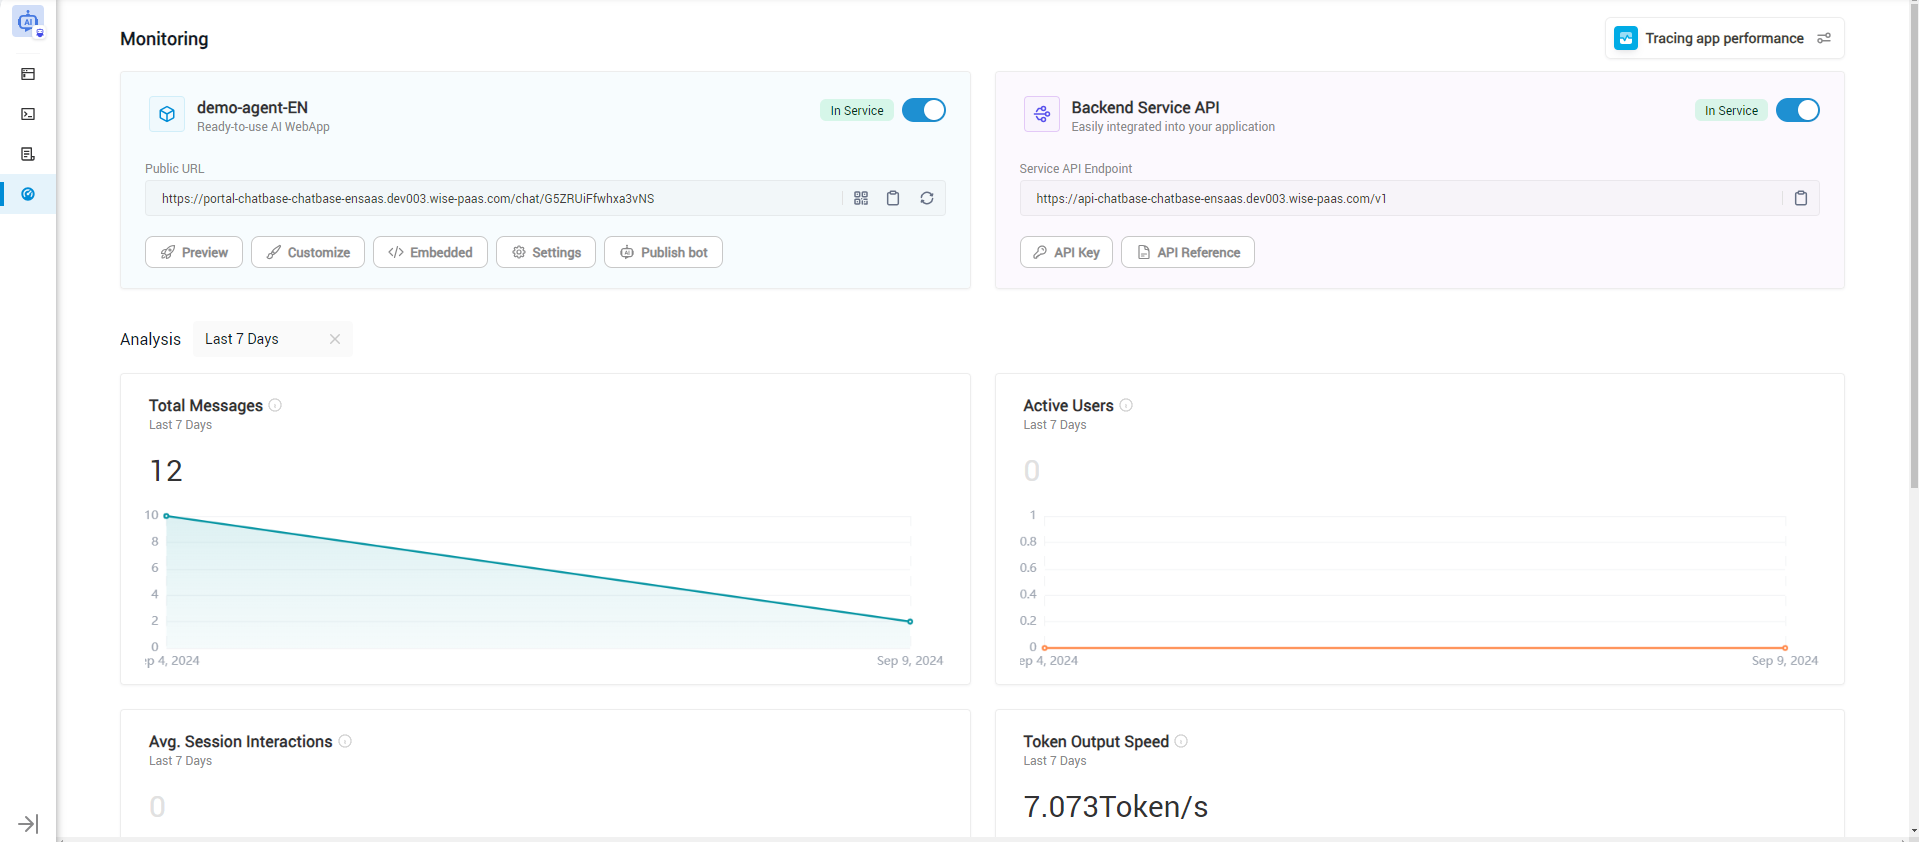 AI
Monitoring
Tracing app performance
demo-agent-EN
Ready-to-use AI WebApp
In Service
Public URL
https://portal-chatbase-chatbase-ensaas.dev003.wise-paas.com/chat/G5ZRUiFfwhxa3vNS
Preview
Customize
Embedded
Settings
Publish bot
Backend Service API
Easily integrated into your application
In Service
Service API Endpoint
https://api-chatbase-chatbase-ensaas.dev003.wise-paas.com/v1
API Key
API Reference
Analysis
Last 7 Days
Total Messages
Last 7 Days
12
10
8
6
4
2
0
ep 4, 2024
Sep 9, 2024
Active Users
Last 7 Days
0
1
0.8
0.6
0.4
0.2
0
ep 4, 2024
Sep 9, 2024
Avg. Session Interactions
Last 7 Days
0
Token Output Speed
Last 7 Days
7.073Token/s